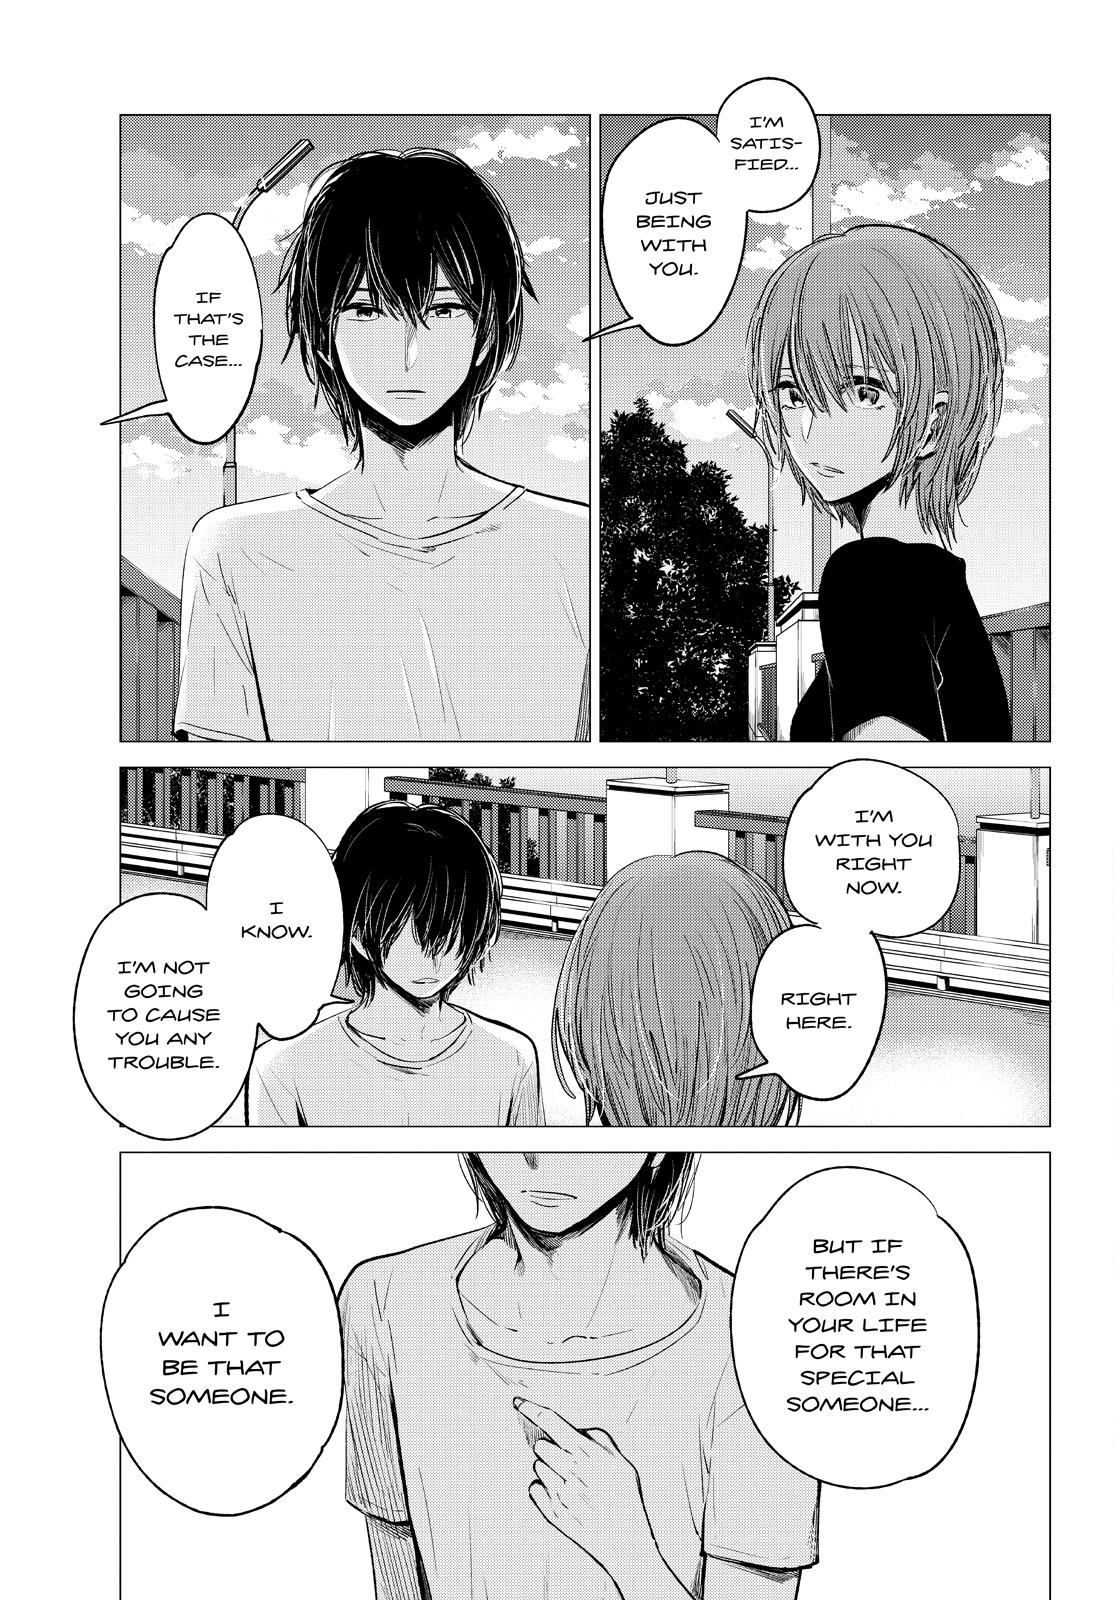 I'M
SATIS-
FIED...
JUST
BEING
WITH
YOU.
IF
THAT'S
THE
CASE...
I'M
WITH YOU
RIGHT
NOW.
RIGHT
HERE.
I
KNOW.
I'M NOT
GOING
TO CAUSE
YOU ANY
TROUBLE.
BUT IF
THERE'S
ROOM IN
YOUR LIFE
FOR THAT
SPECIAL
SOMEONE...
I
WANT TO
BE THAT
SOMEONE.